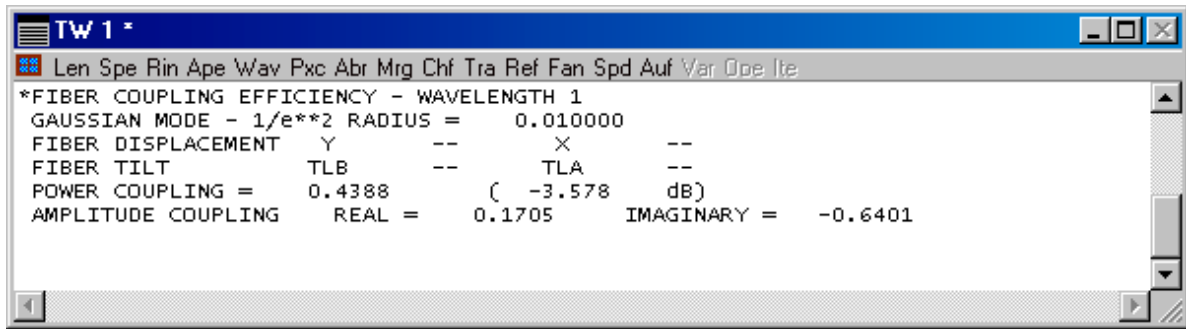 TW 1 *
Len Spe Rin Ape Wav Pxc Abr Mrg Chf Tra Ref Fan Spd Auf Var Ope Ite
*FIBER COUPLING EFFICIENCY - WAVELENGTH 1
GAUSSIAN MODE - 1/e**2 RADIUS = 0.010000
FIBER DISPLACEMENT Y -- X --
FIBER TILT TLB -- TLA --
POWER COUPLING = 0.4388 ( -3.578 dB)
AMPLITUDE COUPLING REAL = 0.1705 IMAGINARY = -0.6401